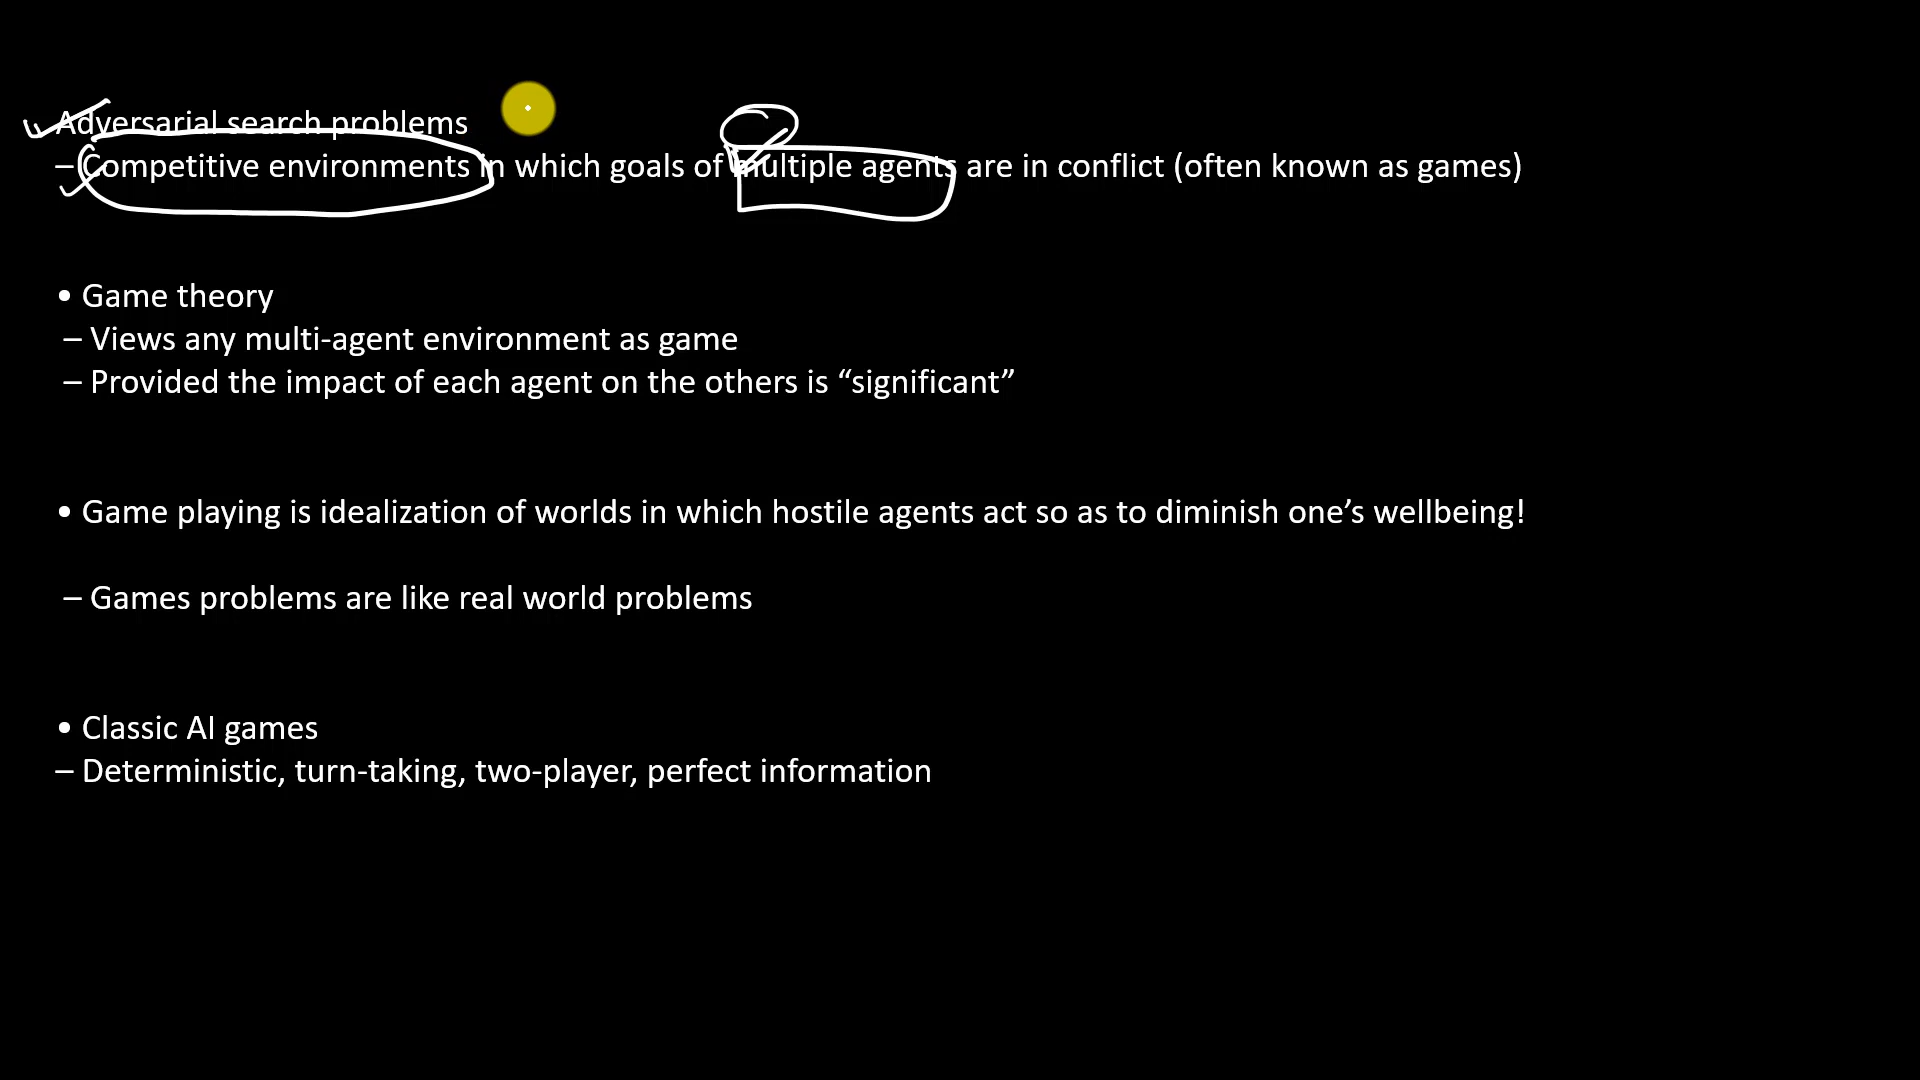 Adversarial search problems
– Competitive environments in which goals of multiple agents are in conflict (often known as games)
• Game theory
– Views any multi-agent environment as game
– Provided the impact of each agent on the others is “significant”
• Game playing is idealization of worlds in which hostile agents act so as to diminish one’s wellbeing!
– Games problems are like real world problems
• Classic AI games
– Deterministic, turn-taking, two-player, perfect information